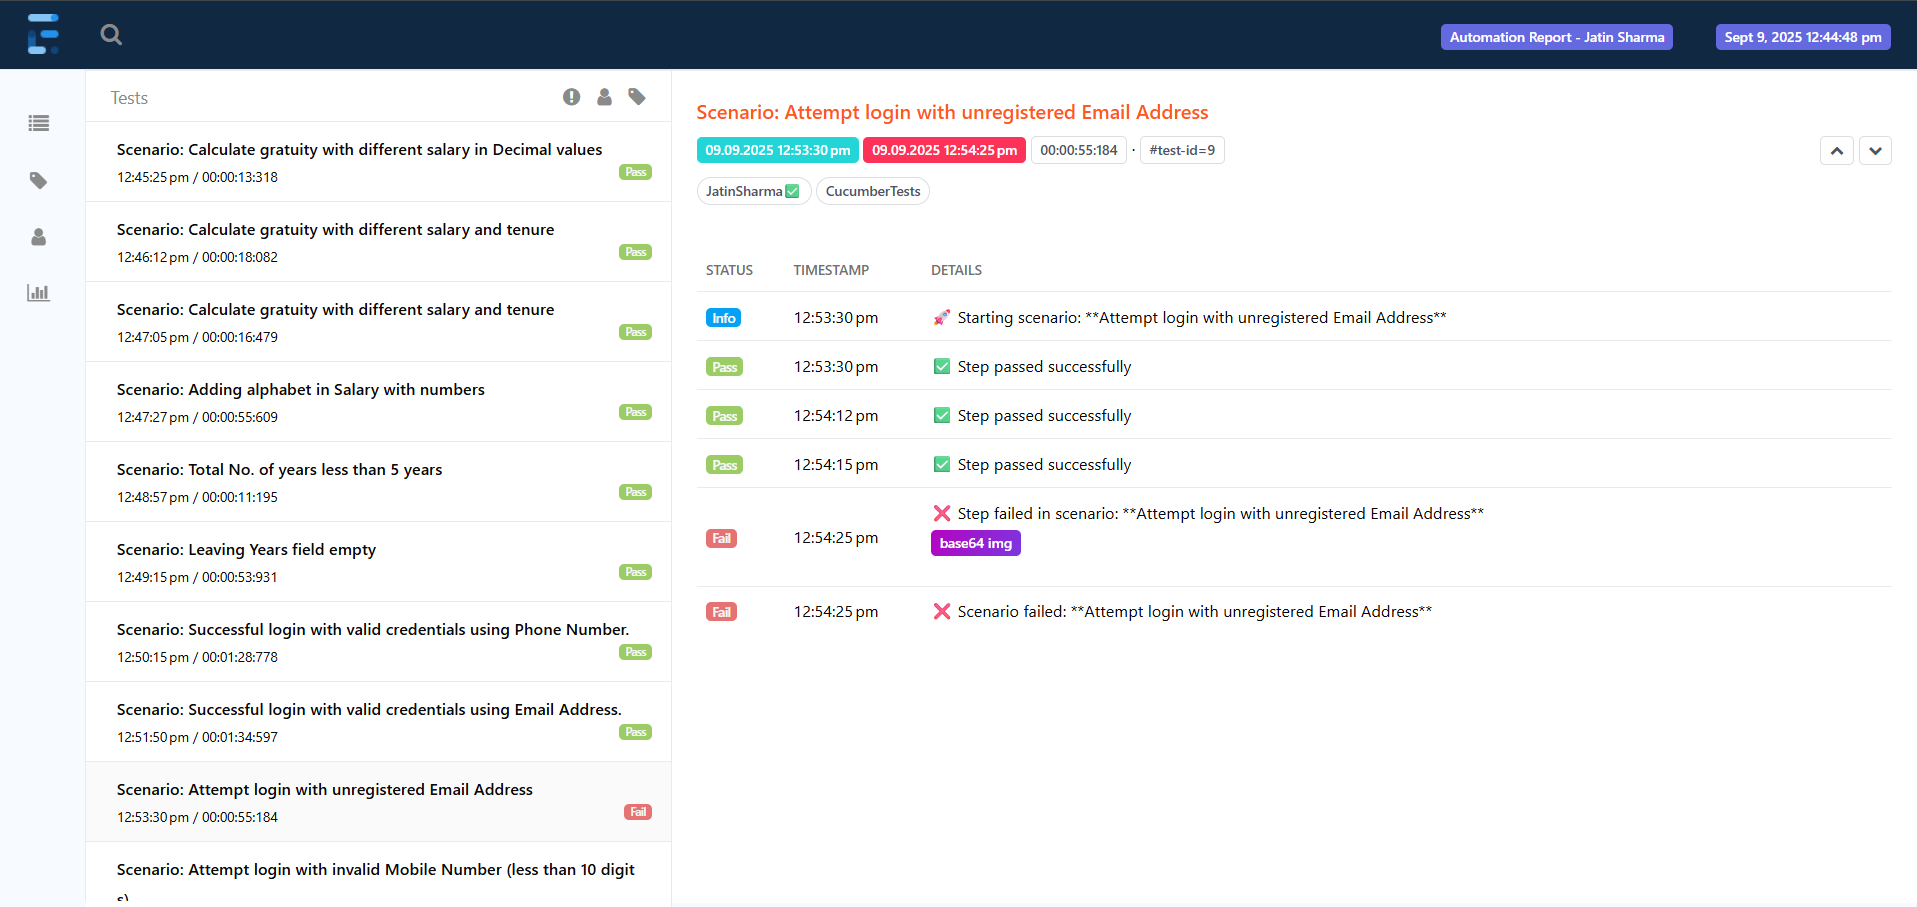 Automation Report - Jatin Sharma
Sept 9, 2025 12:44:48 pm
Tests
Scenario: Calculate gratuity with different salary in Decimal values
12:45:25 pm / 00:00:13:318
Pass
Scenario: Calculate gratuity with different salary and tenure
12:46:12 pm / 00:00:18:082
Pass
Scenario: Calculate gratuity with different salary and tenure
12:47:05 pm / 00:00:16:479
Pass
Scenario: Adding alphabet in Salary with numbers
12:47:27 pm / 00:00:55:609
Pass
Scenario: Total No. of years less than 5 years
12:48:57 pm / 00:00:11:195
Pass
Scenario: Leaving Years field empty
12:49:15 pm / 00:00:53:931
Pass
Scenario: Successful login with valid credentials using Phone Number.
12:50:15 pm / 00:01:28:778
Pass
Scenario: Successful login with valid credentials using Email Address.
12:51:50 pm / 00:01:34:597
Pass
Scenario: Attempt login with unregistered Email Address
12:53:30 pm / 00:00:55:184
Fail
Scenario: Attempt login with invalid Mobile Number (less than 10 digit
s)
Scenario: Attempt login with unregistered Email Address
09.09.2025 12:53:30 pm 09.09.2025 12:54:25 pm 00:00:55:184 · #test-id=9
JatinSharma✅ CucumberTests
STATUS TIMESTAMP DETAILS
Info 12:53:30 pm 🚀 Starting scenario: **Attempt login with unregistered Email Address**
Pass 12:53:30 pm ✅ Step passed successfully
Pass 12:54:12 pm ✅ Step passed successfully
Pass 12:54:15 pm ✅ Step passed successfully
Fail 12:54:25 pm ❌ Step failed in scenario: **Attempt login with unregistered Email Address**
base64 img
Fail 12:54:25 pm ❌ Scenario failed: **Attempt login with unregistered Email Address**